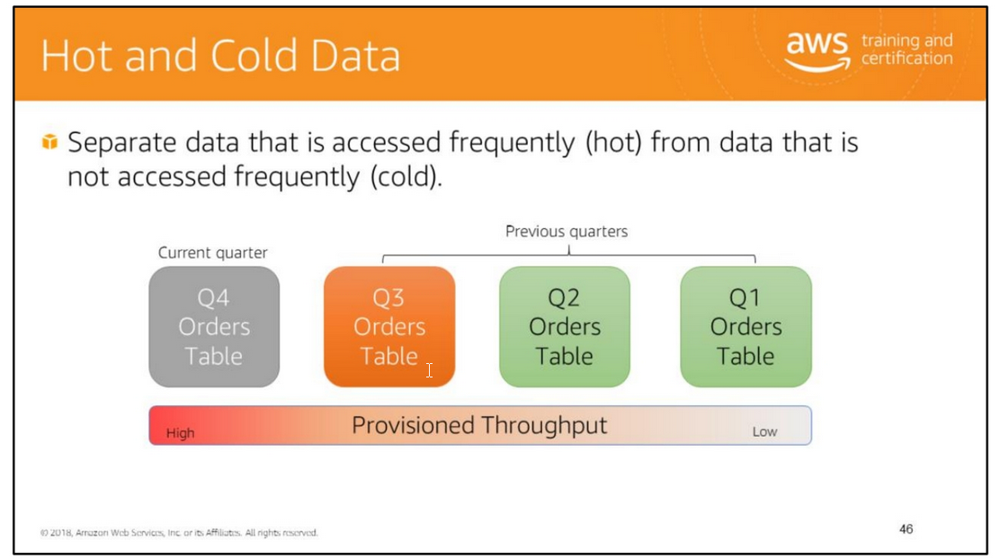 Hot and Cold Data
aws training and
certification
Separate data that is accessed frequently (hot) from data that is
not accessed frequently (cold).
Previous quarters
Current quarter
Q4
Orders
Table
Q3
Orders
Table
Q2
Orders
Table
Q1
Orders
Table
High
Provisioned Throughput
Low
© 2018, Amazon Web Services, Inc. or its Affiliates. All rights reserved.
46